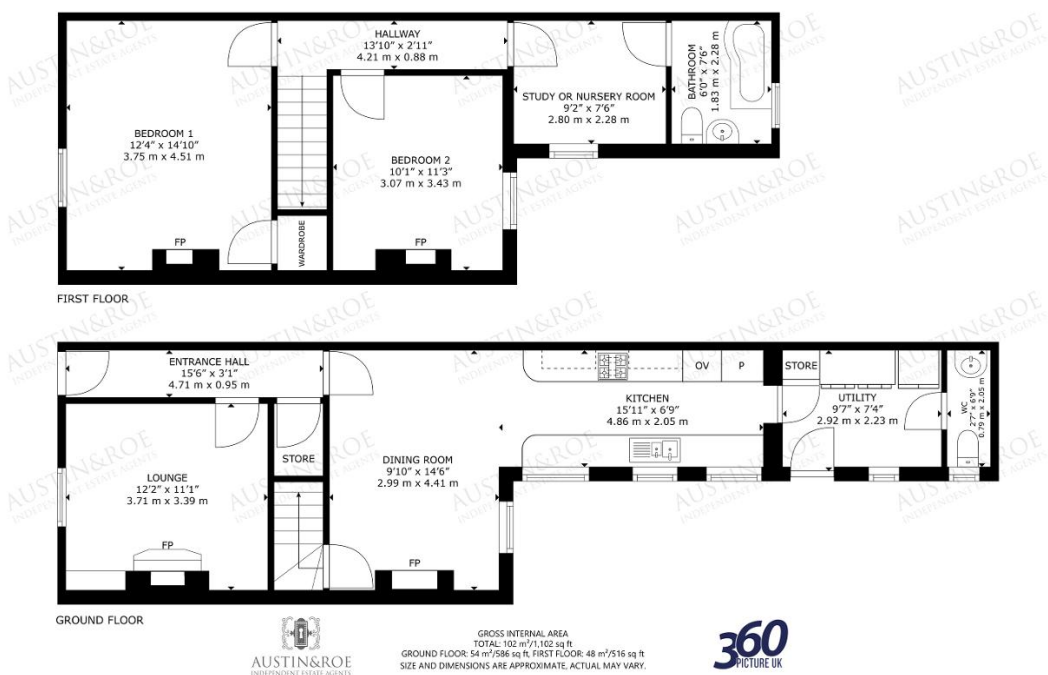 HALLWAY
13'10" x 2'11"
4.21 m x 0.88 m
BATHROOM
6'0" x 7'6"
1.83 m x 2.28 m
STUDY OR NURSERY ROOM
9'2" x 7'6"
2.80 m x 2.28 m
BEDROOM 1
12'4" x 14'10"
3.75 m x 4.51 m
BEDROOM 2
10'1" x 11'3"
3.07 m x 3.43 m
FP
WARDROBE
FP
FIRST FLOOR
ENTRANCE HALL
15'6" x 3'1"
4.71 m x 0.95 m
OV
P
STORE
KITCHEN
15'11" x 6'9"
4.86 m x 2.05 m
UTILITY
9'7" x 7'4"
2.92 m x 2.23 m
WC
2'7" x 6'9"
0.79 m x 2.05 m
STORE
DINING ROOM
9'10" x 14'6"
2.99 m x 4.41 m
LOUNGE
12'2" x 11'1"
3.71 m x 3.39 m
FP
FP
GROUND FLOOR
AUSTIN&ROE
INDEPENDENT ESTATE AGENTS
GROSS INTERNAL AREA
TOTAL: 102 m²/1,102 sq ft
GROUND FLOOR: 54 m²/586 sq ft, FIRST FLOOR: 48 m²/516 sq ft
SIZE AND DIMENSIONS ARE APPROXIMATE, ACTUAL MAY VARY.
360
PICTURE UK